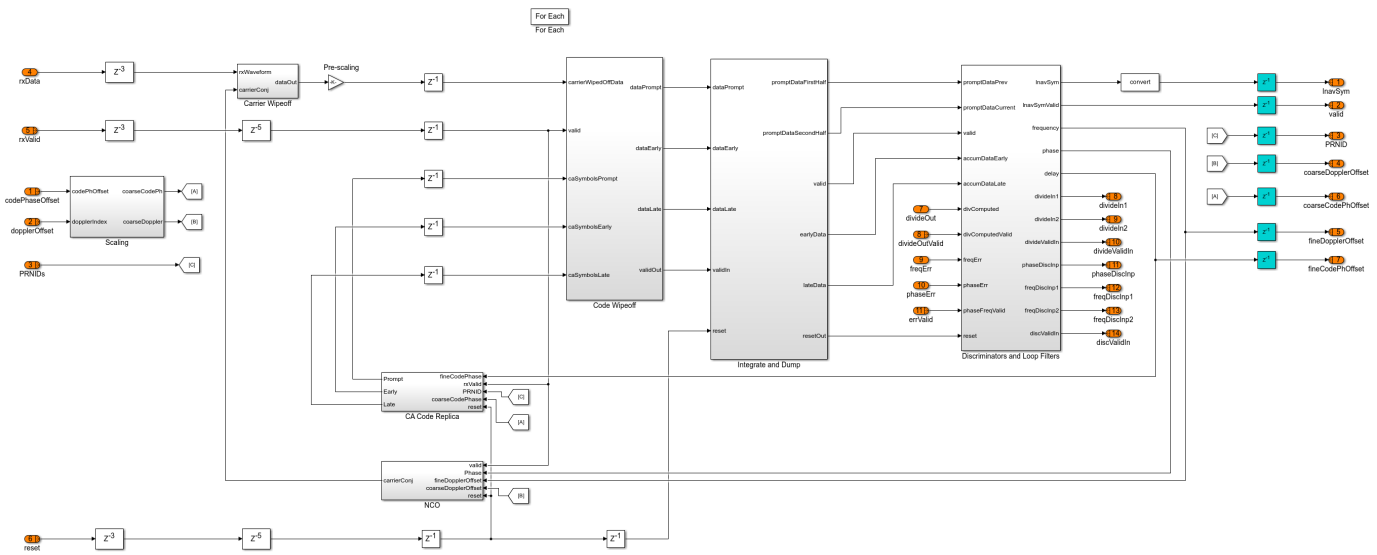 For Each
For Each
4
rxData
Z-3
rxWaveform
carrierConj
dataOut
Carrier Wipeoff
Pre-scaling
-K-
Z-1
5
rxValid
Z-3
Z-5
Z-1
1
codePhaseOffset
2
dopplerOffset
codePhOffset
dopplerIndex
coarseCodePh
coarseDoppler
Scaling
[A]
[B]
3
PRNIDs
[C]
Z-1
Z-1
Z-1
carrierWipedOffData
valid
caSymbolsPrompt
caSymbolsEarly
caSymbolsLate
dataPrompt
dataEarly
dataLate
validOut
Code Wipeoff
dataPrompt
dataEarly
dataLate
validIn
reset
promptDataFirstHalf
promptDataSecondHalf
valid
earlyData
lateData
resetOut
Integrate and Dump
7
divideOut
8
divideOutValid
9
freqErr
10
phaseErr
11
errValid
promptDataPrev
promptDataCurrent
valid
accumDataEarly
accumDataLate
divComputed
divComputedValid
freqErr
phaseErr
phaseFreqValid
reset
lnavSym
lnavSymValid
frequency
phase
delay
divideIn1
divideIn2
divideValidIn
phaseDiscInp
freqDiscInp1
freqDiscInp2
discValidIn
Discriminators and Loop Filters
8
divideIn1
9
divideIn2
10
divideValidIn
11
phaseDiscInp
12
freqDiscInp1
13
freqDiscInp2
14
discValidIn
convert
Z-1
1
lnavSym
Z-1
2
valid
[C]
Z-1
3
PRNID
[B]
Z-1
4
coarseDopplerOffset
[A]
Z-1
6
coarseCodePhOffset
Z-1
5
fineDopplerOffset
Z-1
7
fineCodePhOffset
Prompt
Early
Late
fineCodePhase
rxValid
PRNID
coarseCodePhase
reset
CA Code Replica
[C]
[A]
carrierConj
valid
Phase
fineDopplerOffset
coarseDopplerOffset
reset
NCO
[B]
6
reset
Z-3
Z-5
Z-1
Z-1